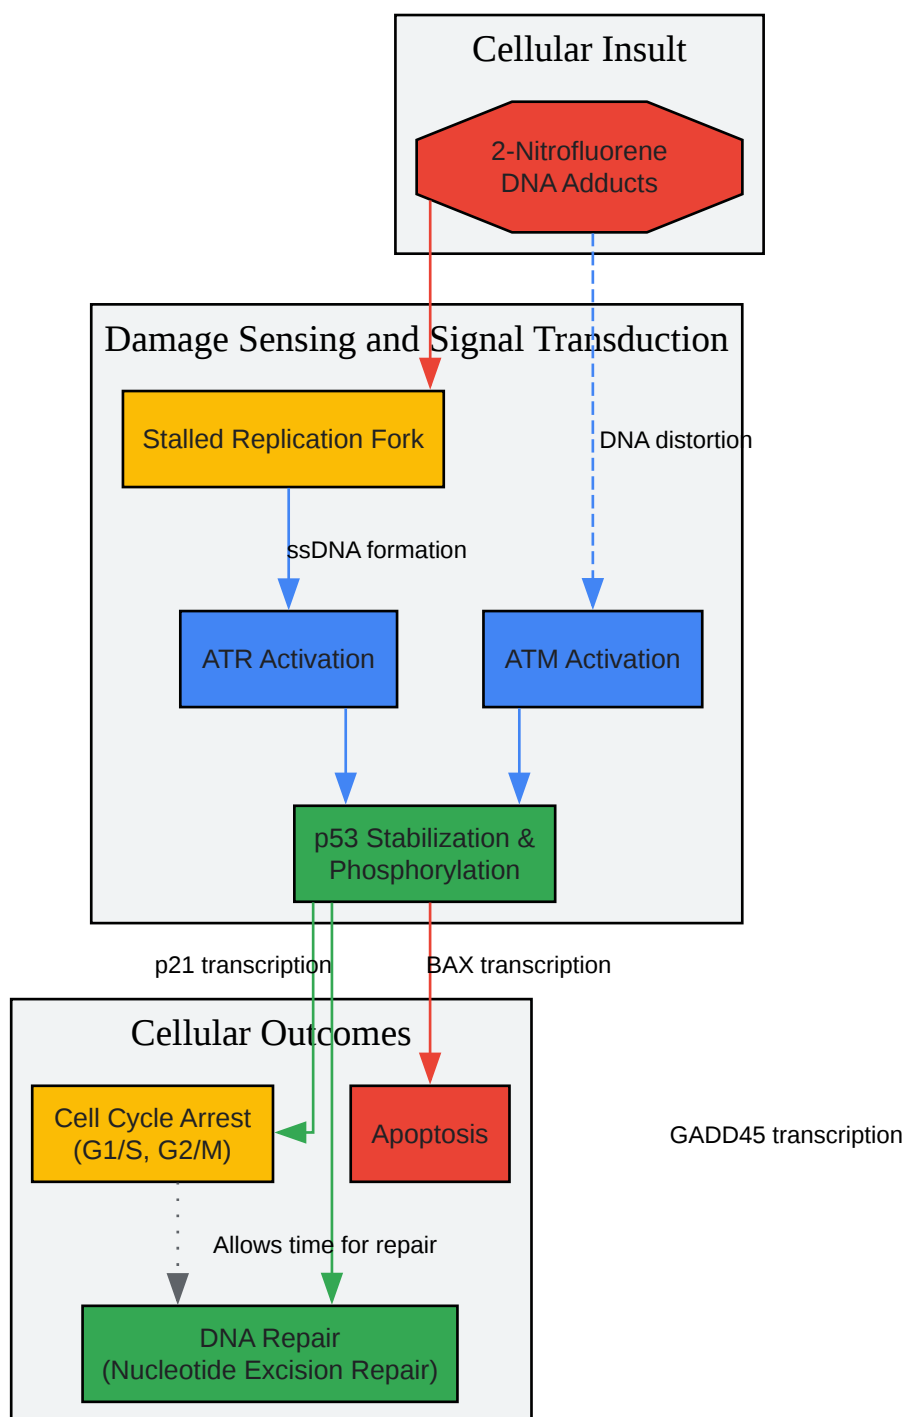 Cellular Insult
2-Nitrofluorene
DNA Adducts
Damage Sensing and Signal Transduction
Stalled Replication Fork
DNA distortion
ssDNA formation
ATR Activation
ATM Activation
p53 Stabilization &
Phosphorylation
p21 transcription
BAX transcription
Cellular Outcomes
Cell Cycle Arrest
(G1/S, G2/M)
Apoptosis
GADD45 transcription
Allows time for repair
DNA Repair
(Nucleotide Excision Repair)